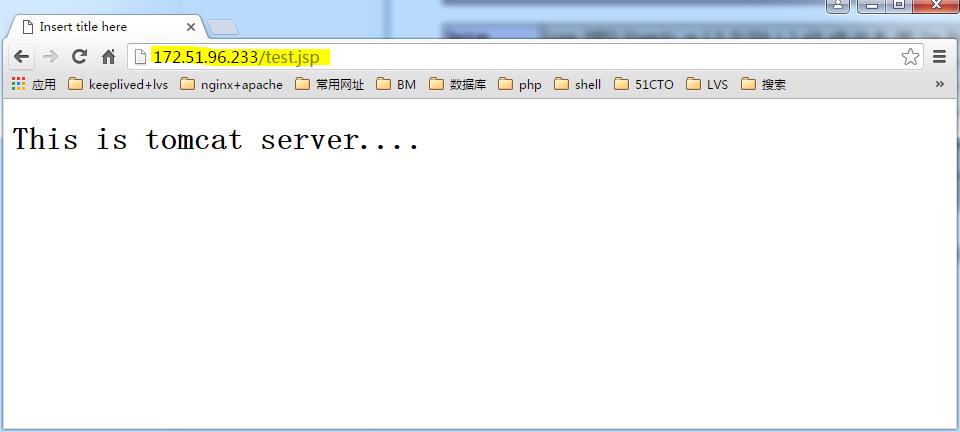 Insert title here
172.51.96.233/test.jsp
应用 keeplived+lvs nginx+apache 常用网址 BM 数据库 php shell 51CTO LVS 搜索 »
This is tomcat server....